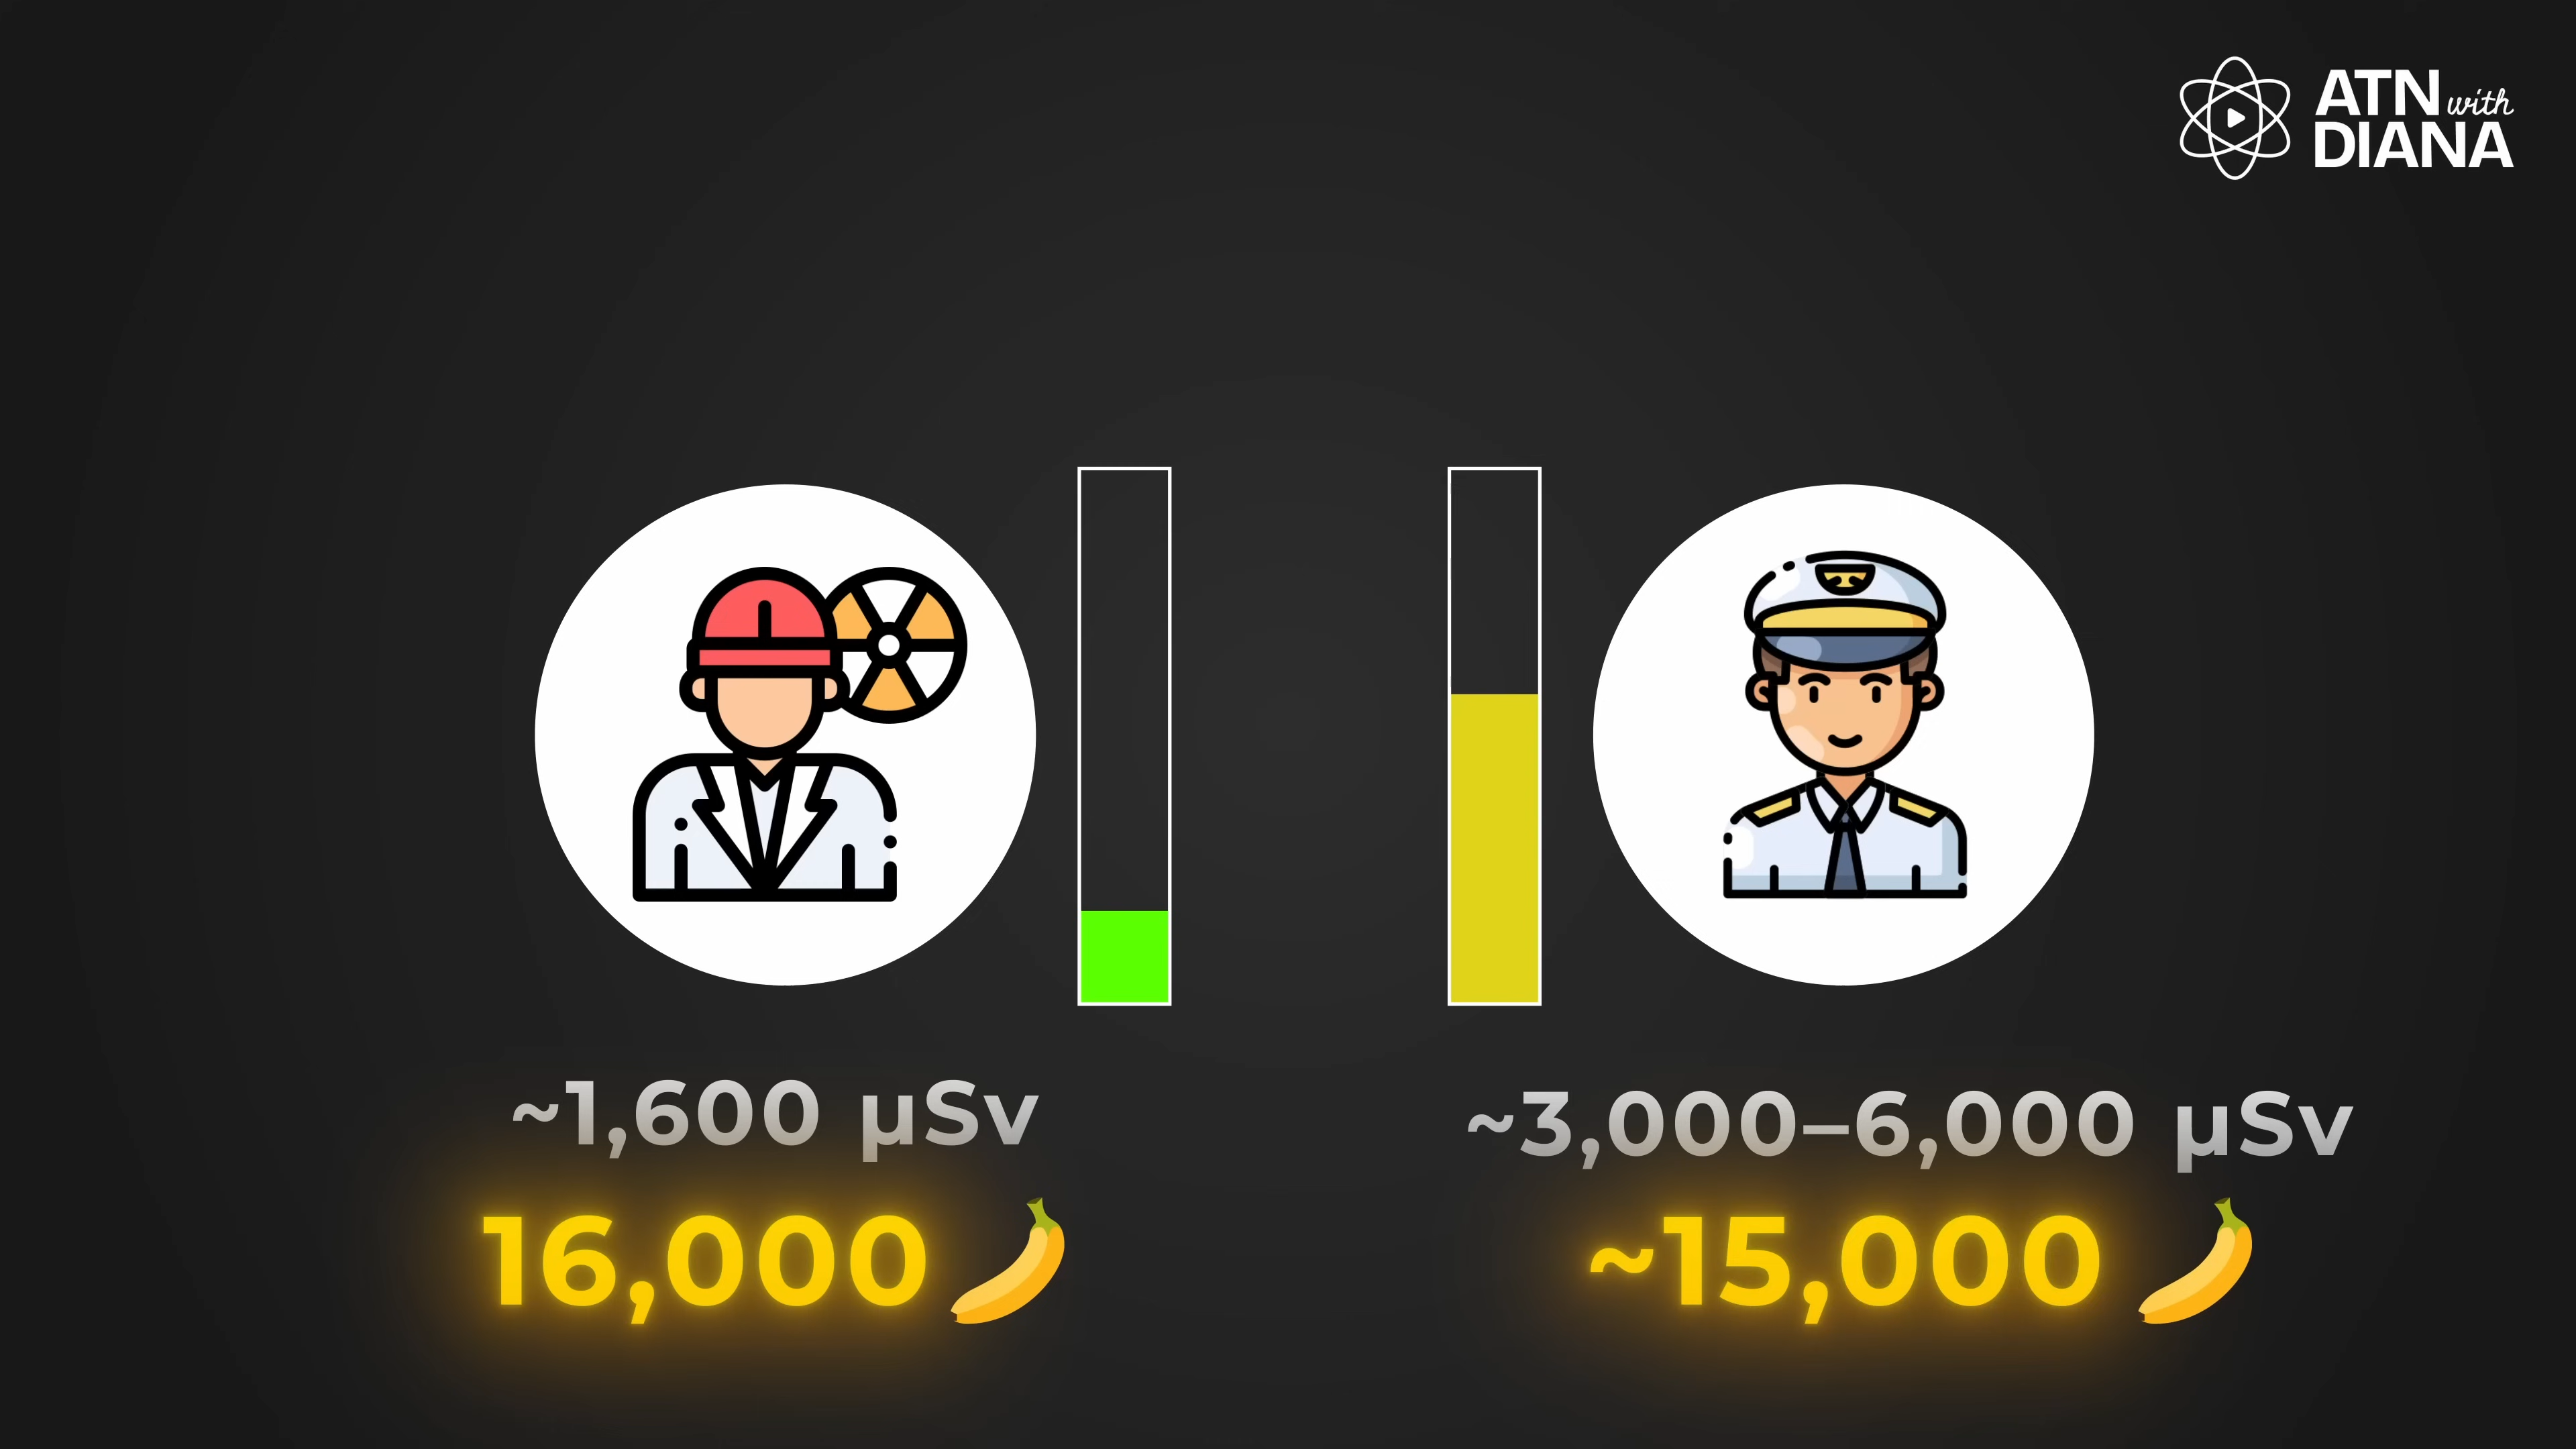 ATN with
DIANA
~1,600 µSv
~3,000–6,000 µSv
16,000
~15,000